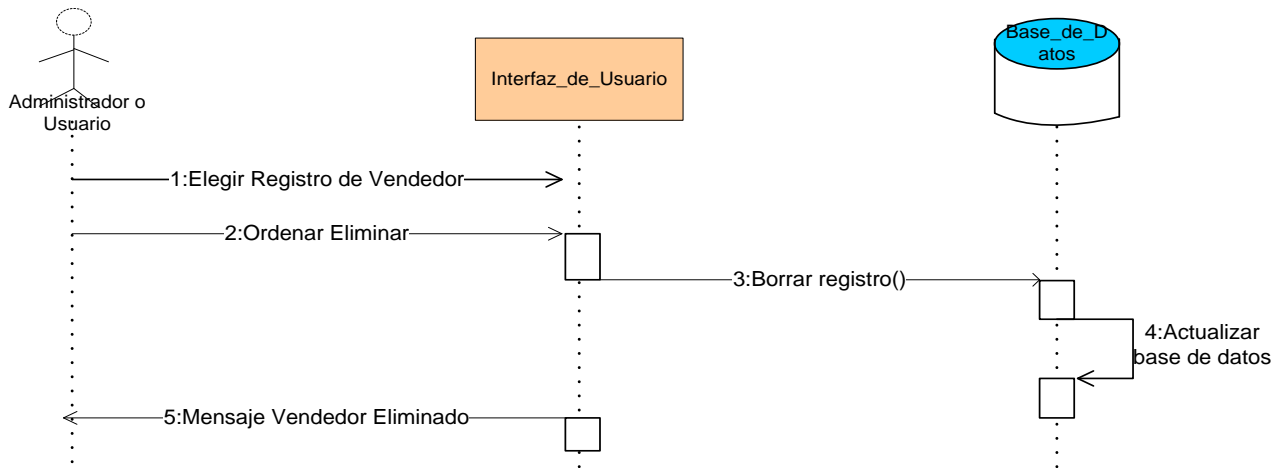 Administrador o
Usuario
Interfaz_de_Usuario
Base_de_D
atos
1:Elegir Registro de Vendedor
2:Ordenar Eliminar
3:Borrar registro()
4:Actualizar
base de datos
5:Mensaje Vendedor Eliminado